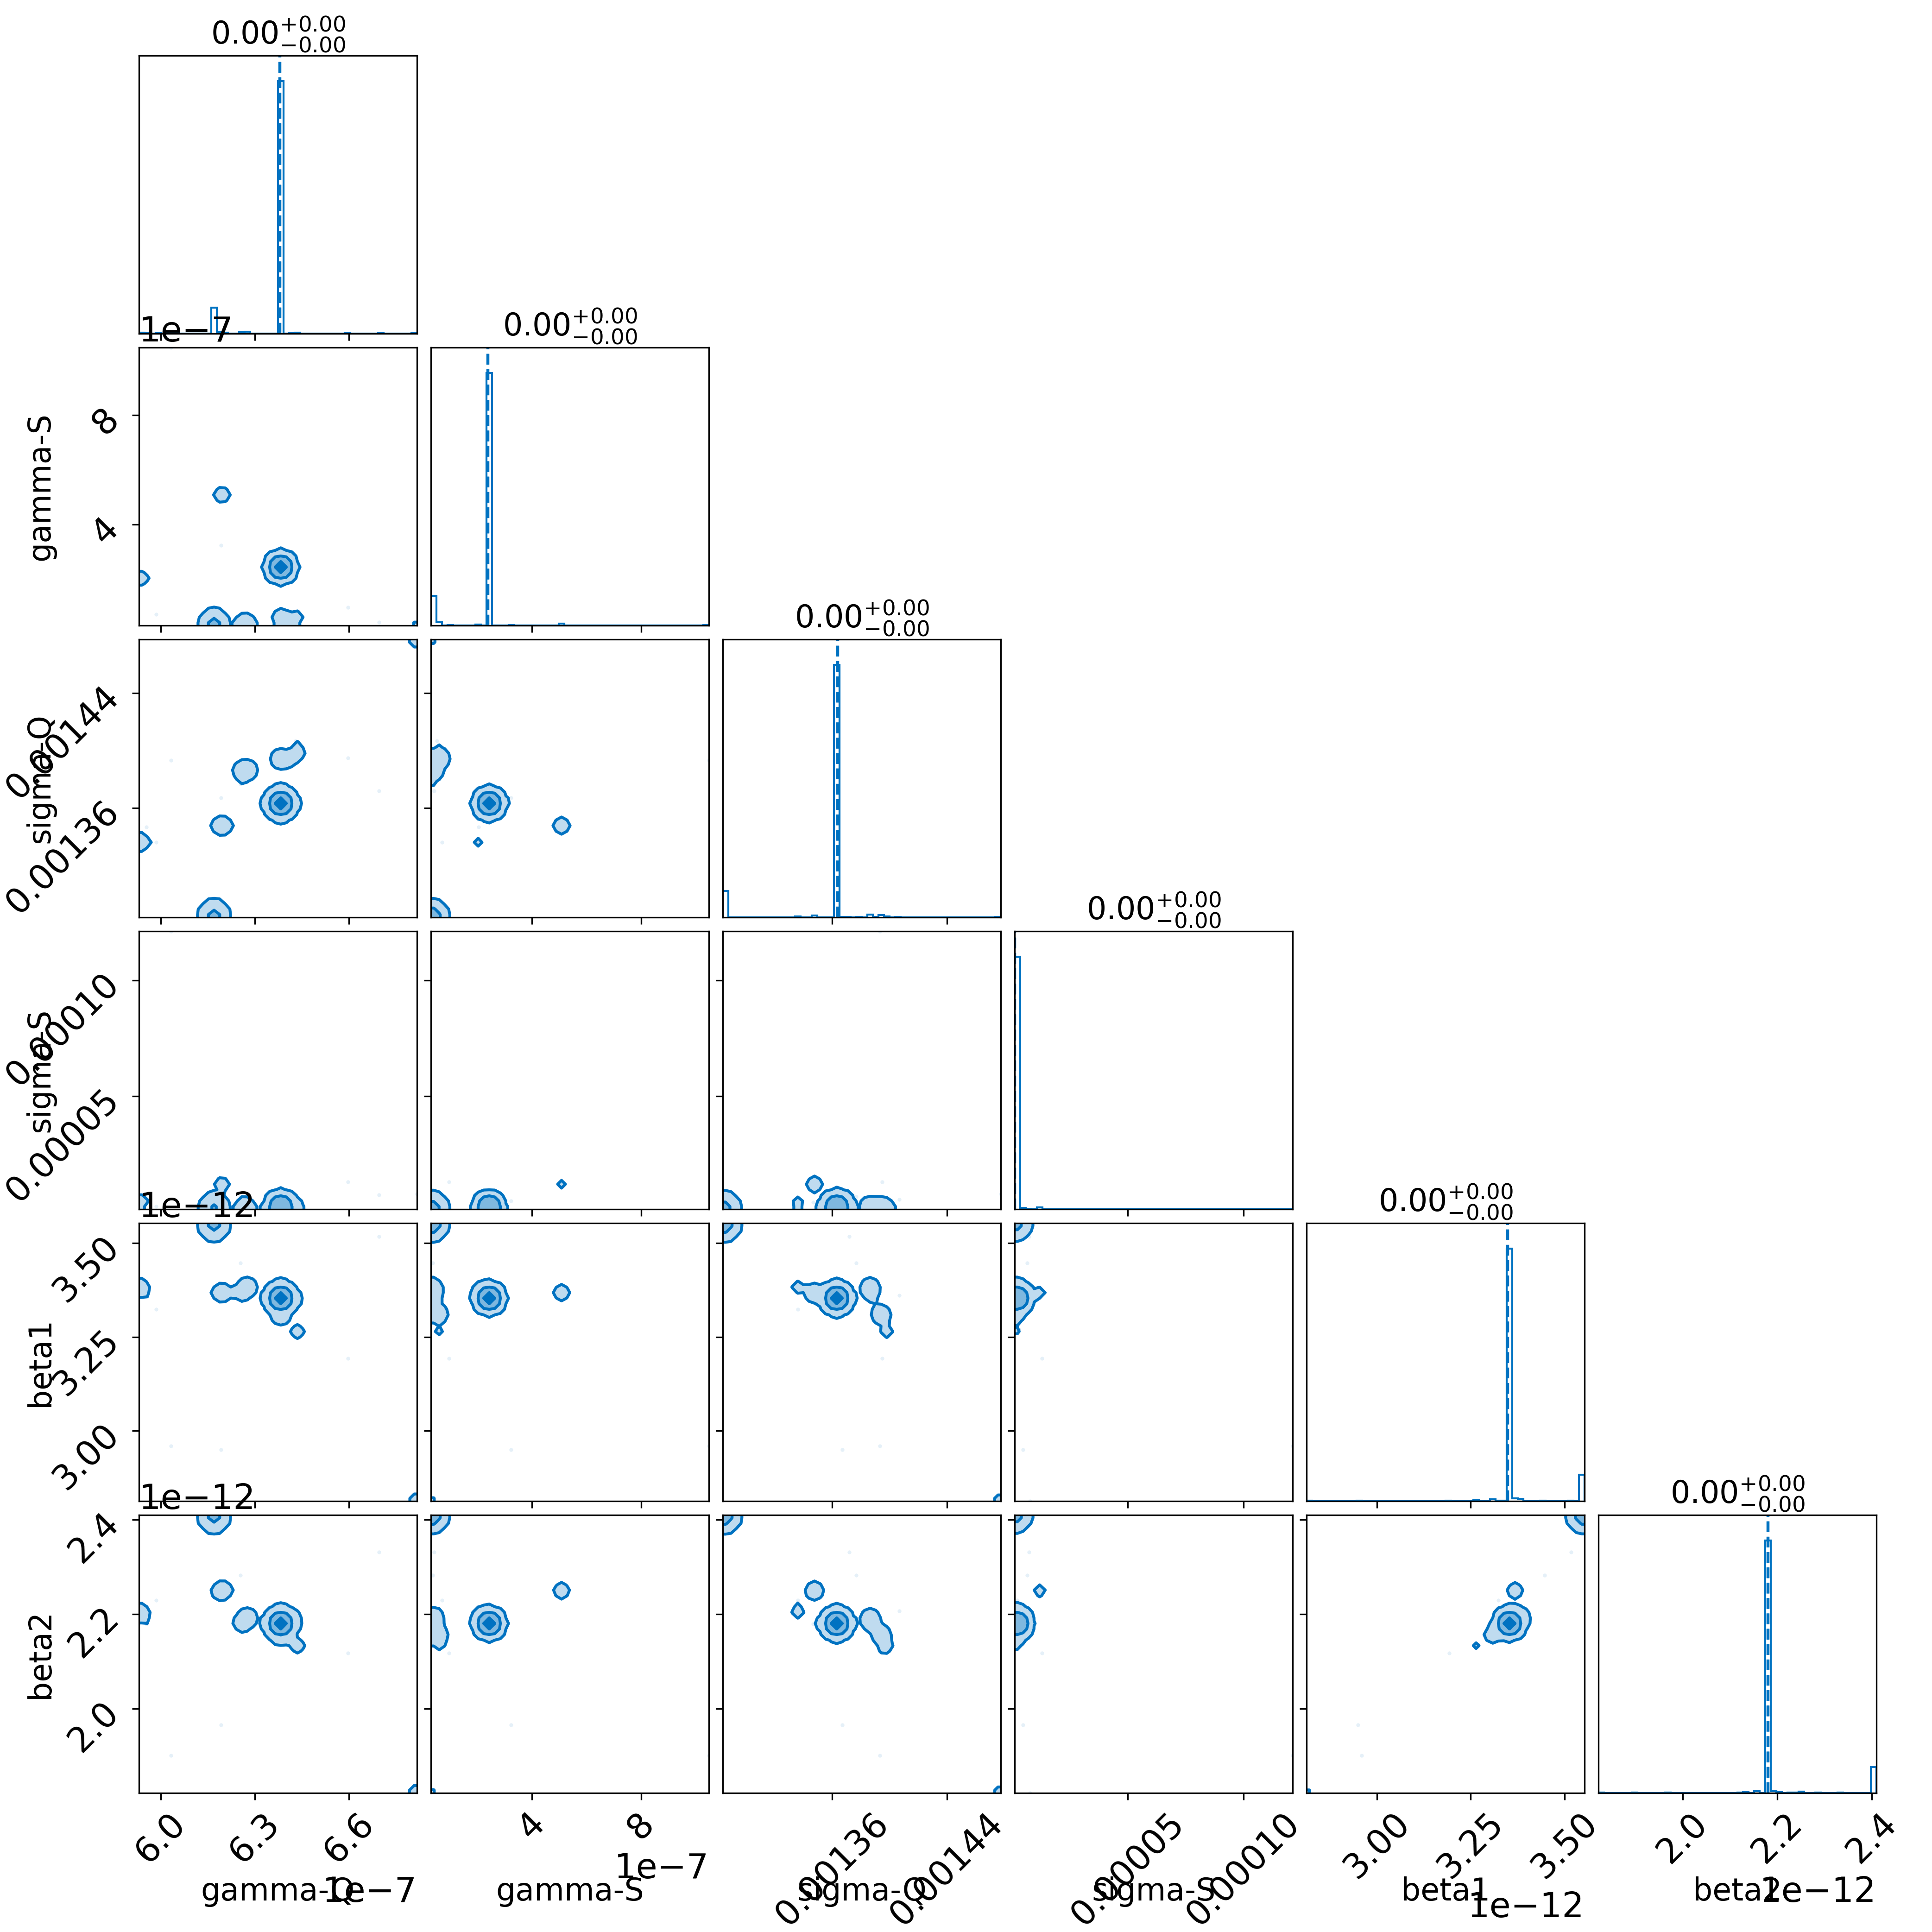 0.00 +0.00 −0.00
1e−7
0.00 +0.00 −0.00
gamma-S
8
4
0.00 +0.00 −0.00
sigma-Q
0.00144
0.00136
0.00 +0.00 −0.00
sigma-S
0.00010
0.00005
1e−12
0.00 +0.00 −0.00
beta1
3.50
3.25
3.00
1e−12
0.00 +0.00 −0.00
beta2
2.4
2.2
2.0
6.0 6.3 6.6
4 8
0.00136 0.00144
0.00005 0.00010
3.00 3.25 3.50
2.0 2.2 2.4
1e−7
1e−7
1e−12
1e−12
gamma-Q gamma-S sigma-Q sigma-S beta1 beta2